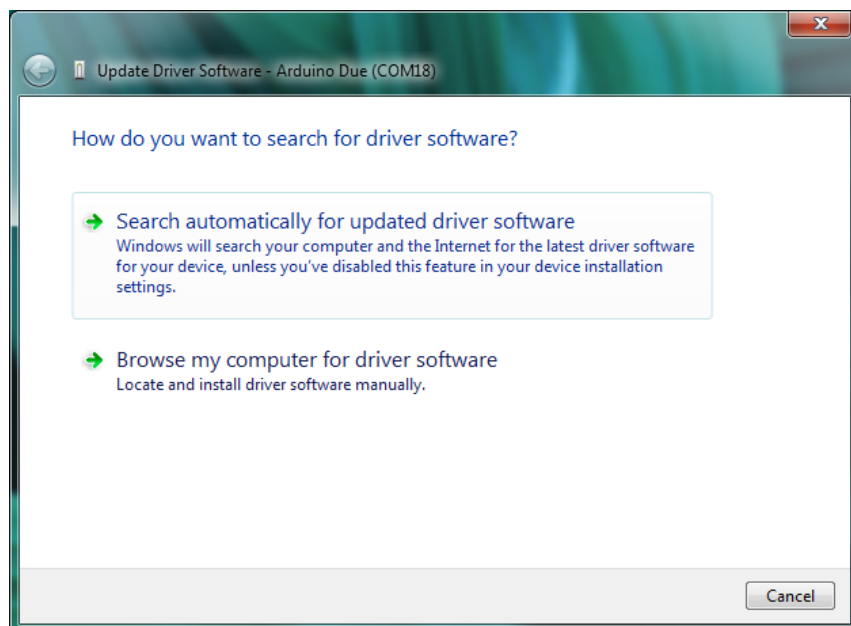 Update Driver Software - Arduino Due (COM18)
How do you want to search for driver software?
Search automatically for updated driver software
Windows will search your computer and the Internet for the latest driver software
for your device, unless you've disabled this feature in your device installation
settings.
Browse my computer for driver software
Locate and install driver software manually.
Cancel